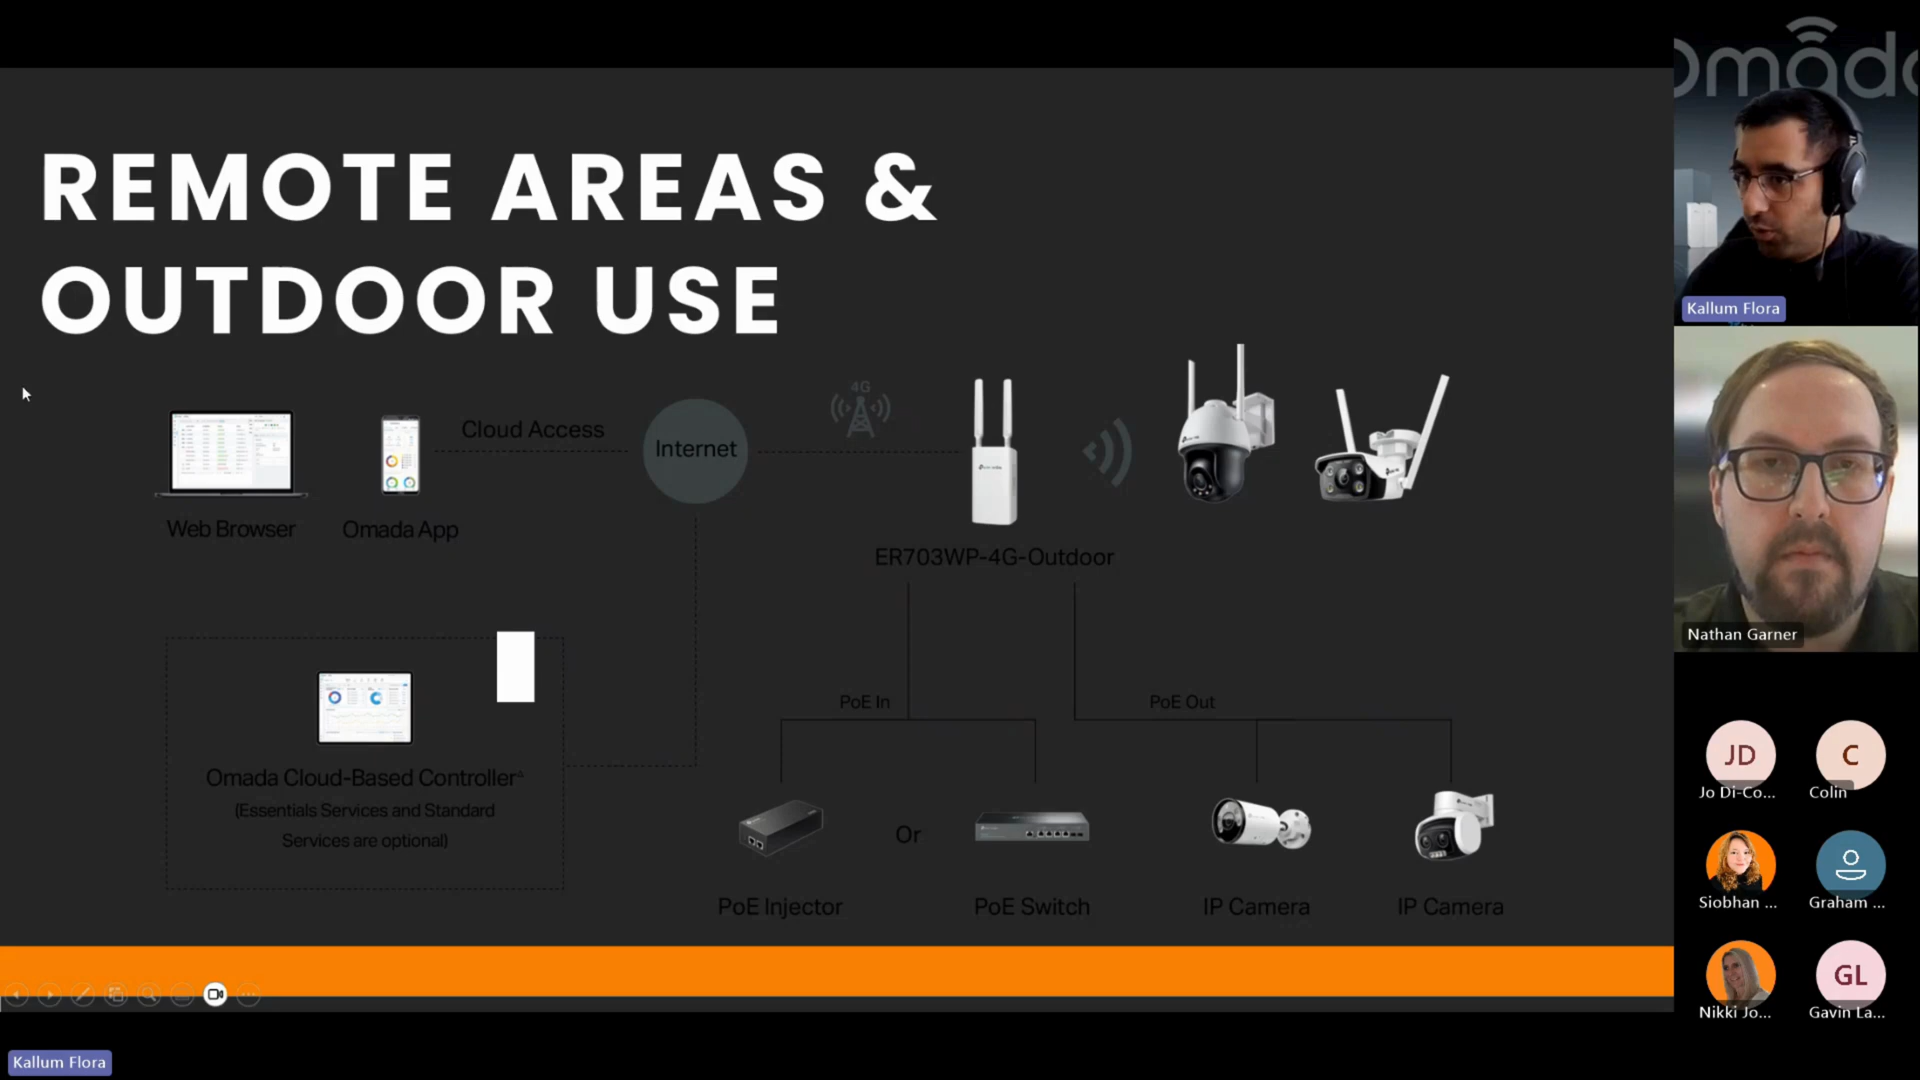 omada
REMOTE AREAS &
OUTDOOR USE
Kallum Flora
4G
Cloud Access
Internet
Web Browser
Omada App
ER703WP-4G-Outdoor
Nathan Garner
PoE In
PoE Out
Omada Cloud-Based Controller△
(Essentials Services and Standard
Services are optional)
Or
PoE Injector
PoE Switch
IP Camera
IP Camera
JD
C
Jo Di-Co...
Colin
Siobhan ...
Graham ...
GL
Nikki Jo...
Gavin La...
Kallum Flora